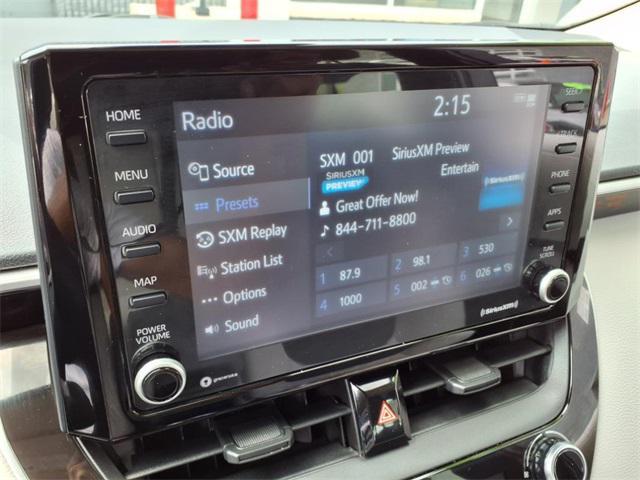 HOME
MENU
AUDIO
MAP
POWER
VOLUME
Radio
2:15
Source
Presets
SXM Replay
Station List
Options
Sound
SXM 001 SiriusXM Preview
Entertain
SIRIUSXM
PREVIEW
Great Offer Now!
844-711-8800
SiriusXM
1 87.9
2 98.1
3 530
4 1000
5 002
6 026
SiriusXM
gracenote
SEEK
TRACK
PHONE
APPS
TUNE
SCROLL